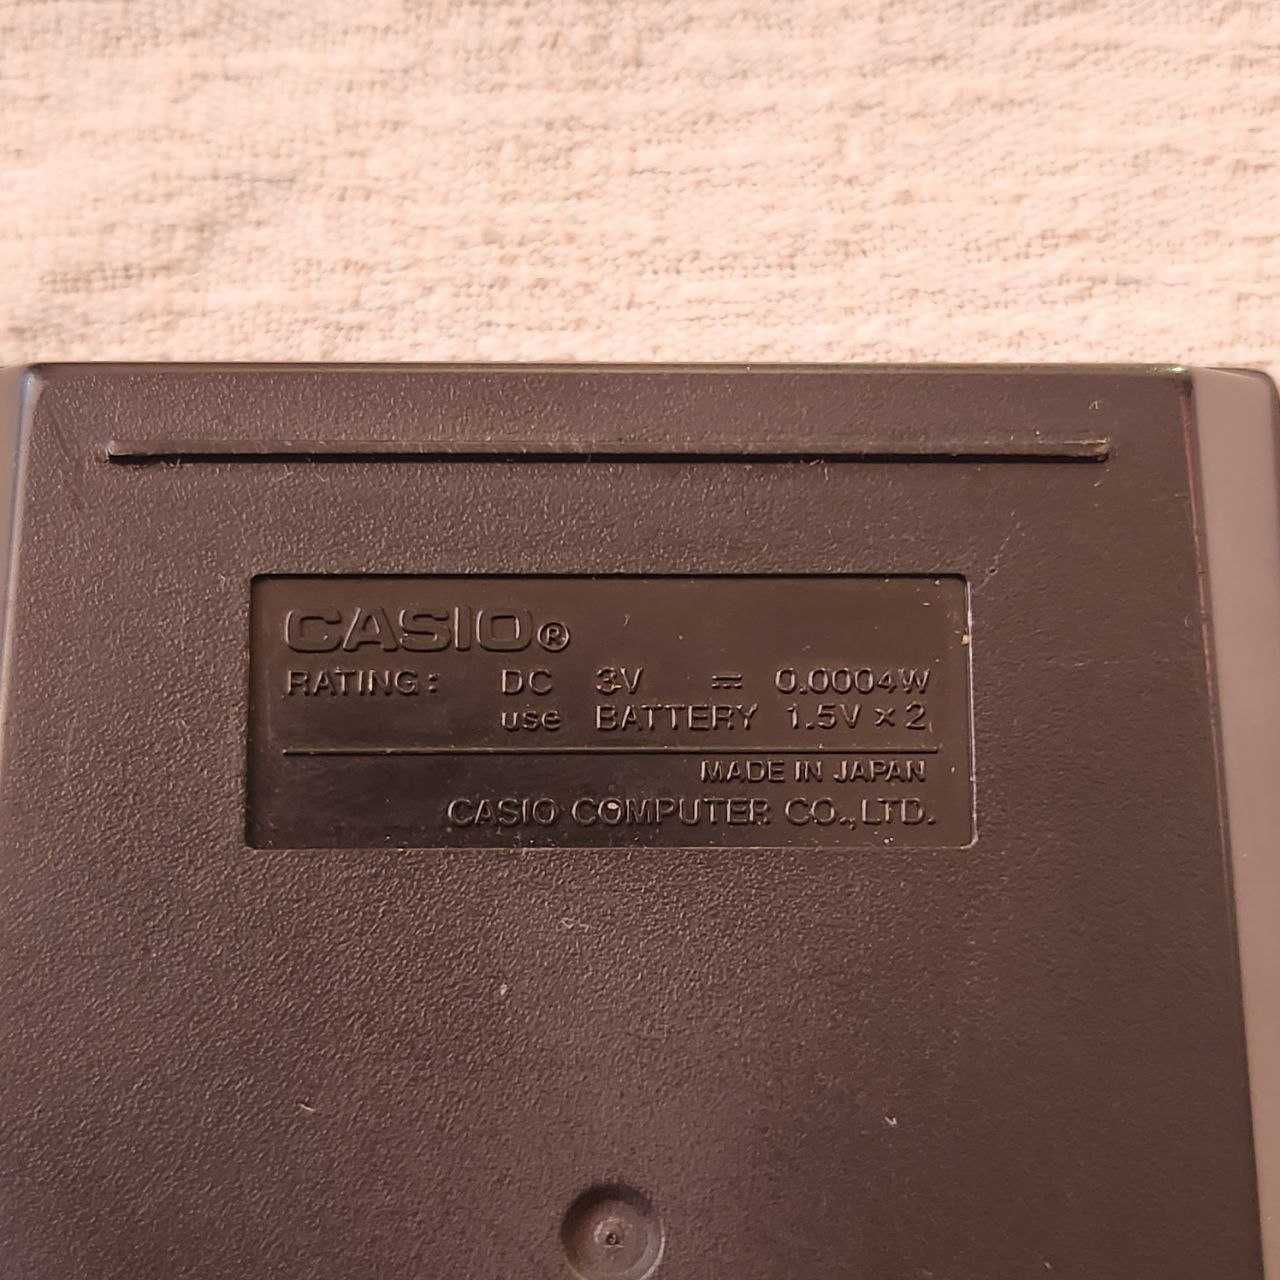 CASIO®
RATING: DC 3V ⎓ 0.0004W
use BATTERY 1.5V × 2
MADE IN JAPAN
CASIO COMPUTER CO.,LTD.